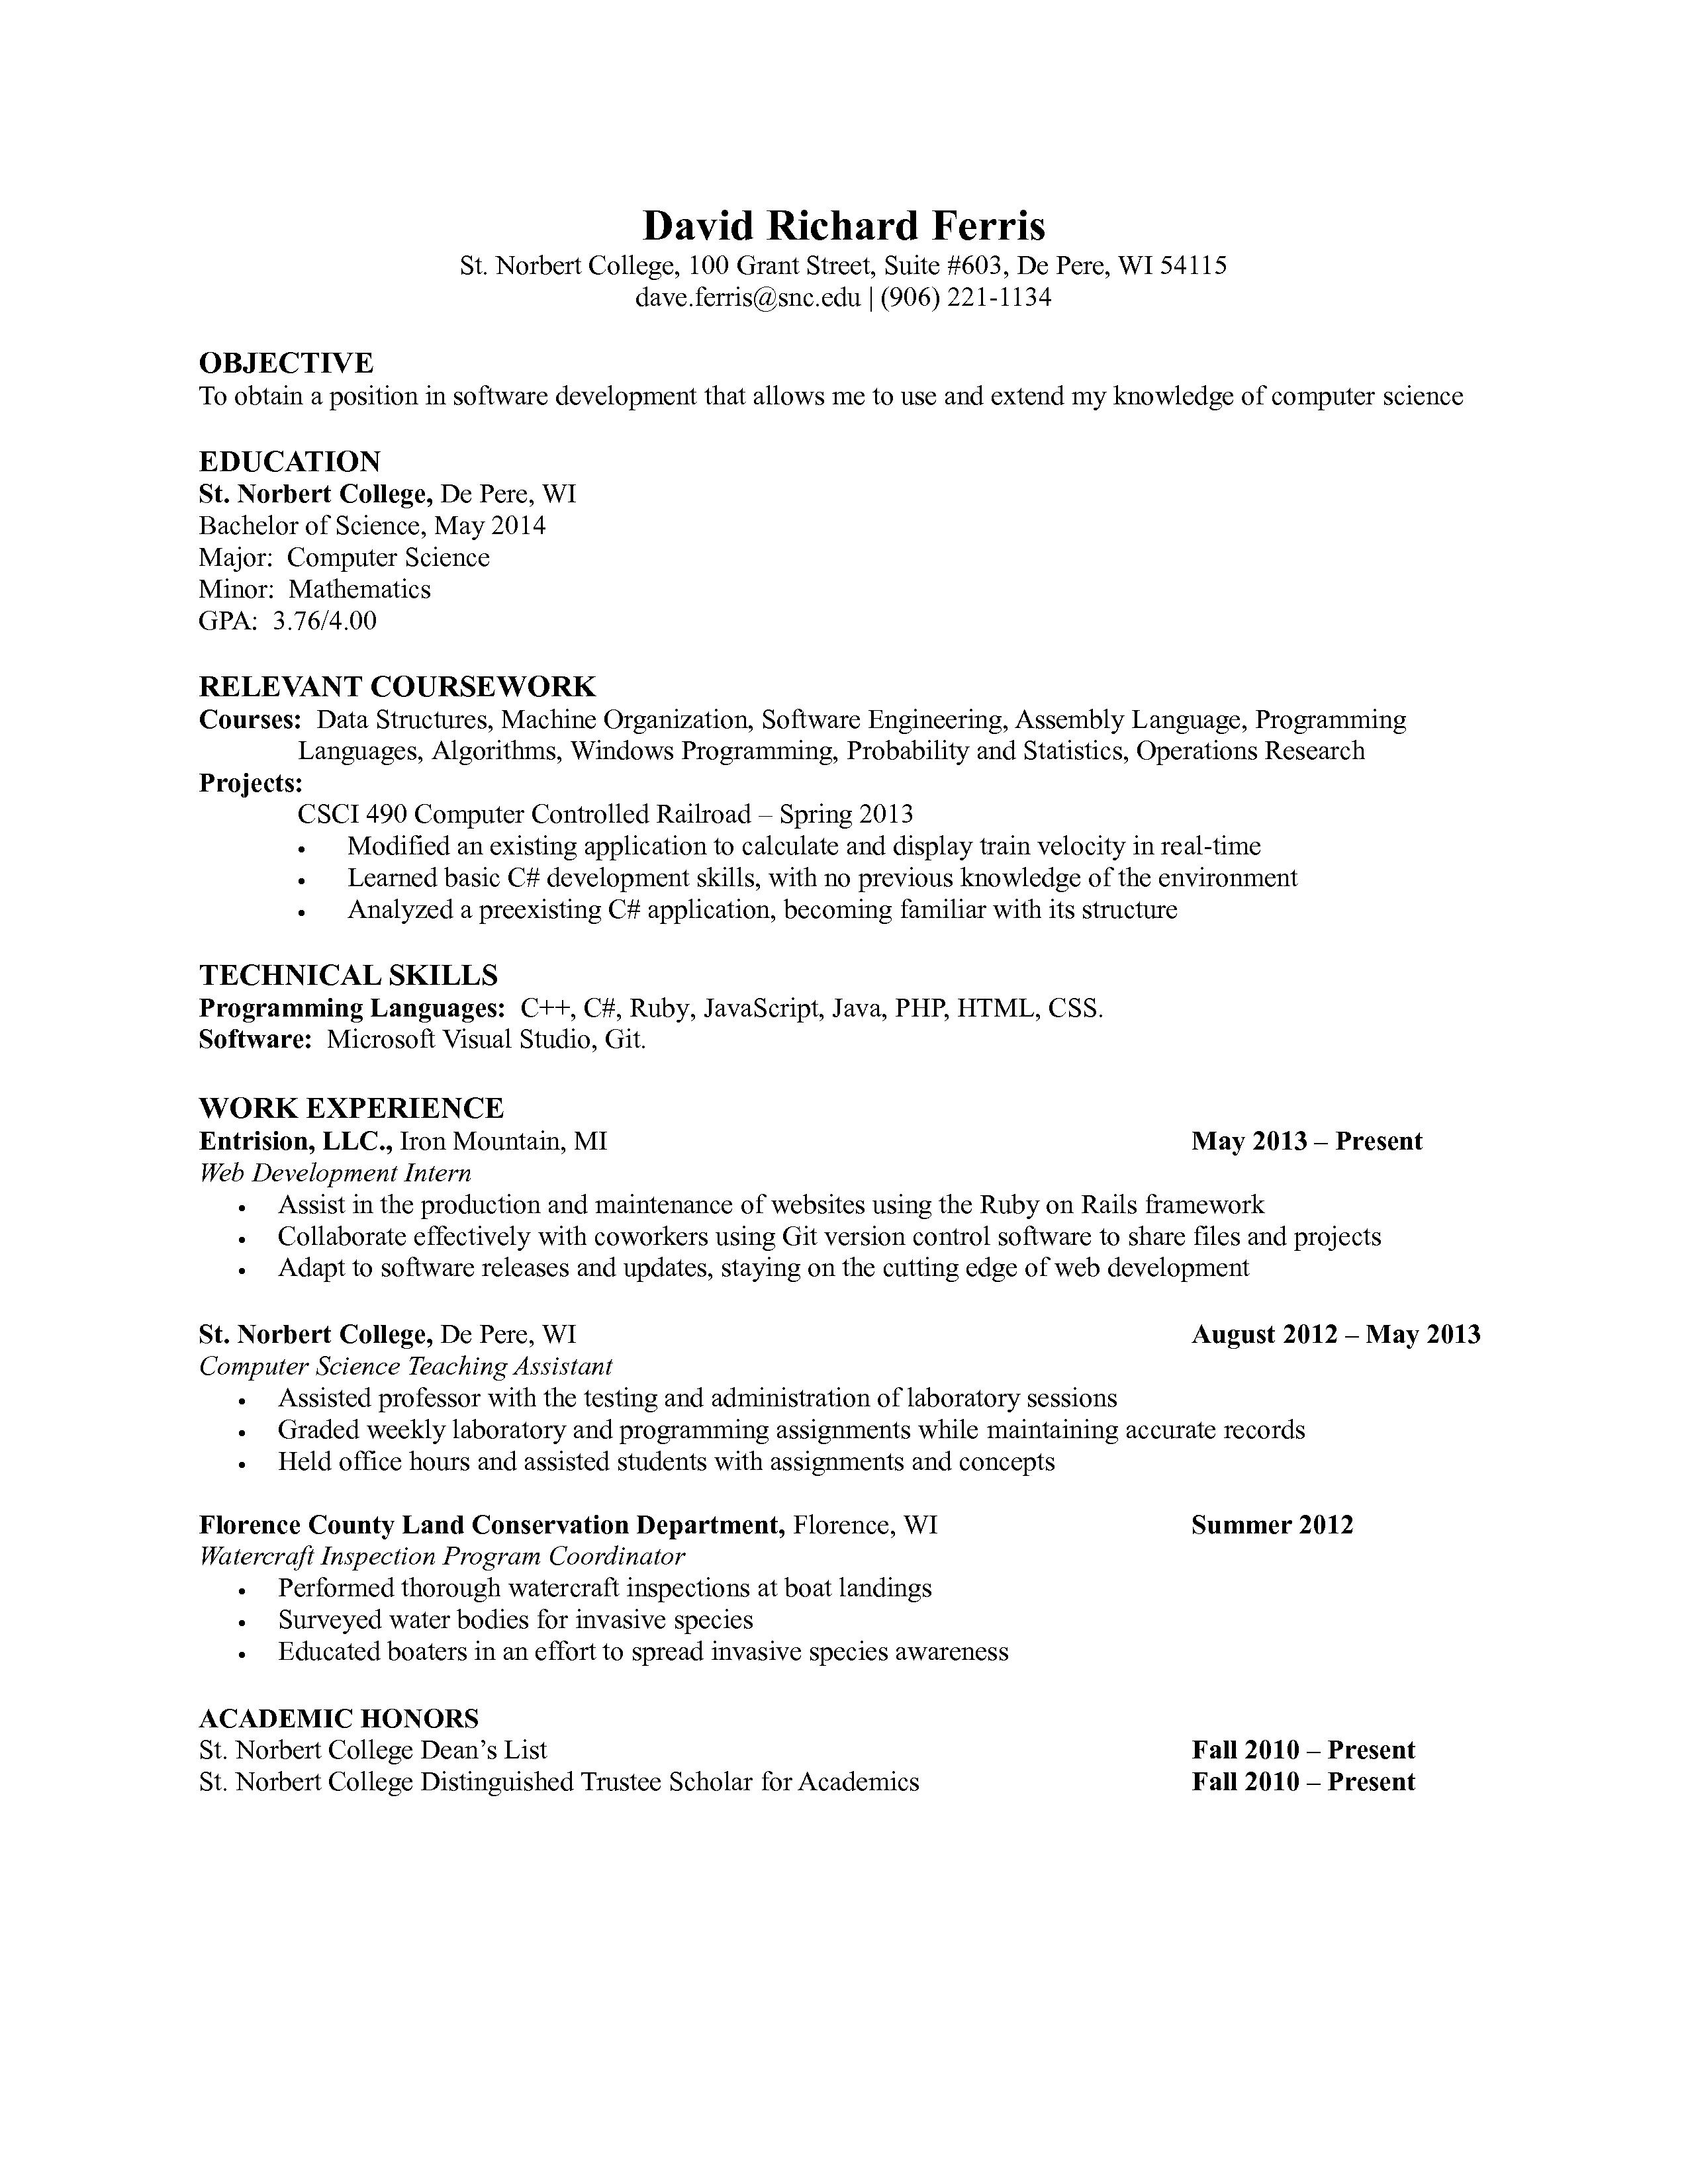 David Richard Ferris
St. Norbert College, 100 Grant Street, Suite #603, De Pere, WI 54115
dave.ferris@snc.edu | (906) 221-1134
OBJECTIVE
To obtain a position in software development that allows me to use and extend my knowledge of computer science
EDUCATION
St. Norbert College, De Pere, WI
Bachelor of Science, May 2014
Major:  Computer Science
Minor:  Mathematics
GPA:  3.76/4.00
RELEVANT COURSEWORK
Courses:  Data Structures, Machine Organization, Software Engineering, Assembly Language, Programming
Languages, Algorithms, Windows Programming, Probability and Statistics, Operations Research
Projects:
CSCI 490 Computer Controlled Railroad – Spring 2013
• Modified an existing application to calculate and display train velocity in real-time
• Learned basic C# development skills, with no previous knowledge of the environment
• Analyzed a preexisting C# application, becoming familiar with its structure
TECHNICAL SKILLS
Programming Languages:  C++, C#, Ruby, JavaScript, Java, PHP, HTML, CSS.
Software:  Microsoft Visual Studio, Git.
WORK EXPERIENCE
Entrision, LLC., Iron Mountain, MI May 2013 – Present
Web Development Intern
• Assist in the production and maintenance of websites using the Ruby on Rails framework
• Collaborate effectively with coworkers using Git version control software to share files and projects
• Adapt to software releases and updates, staying on the cutting edge of web development
St. Norbert College, De Pere, WI August 2012 – May 2013
Computer Science Teaching Assistant
• Assisted professor with the testing and administration of laboratory sessions
• Graded weekly laboratory and programming assignments while maintaining accurate records
• Held office hours and assisted students with assignments and concepts
Florence County Land Conservation Department, Florence, WI Summer 2012
Watercraft Inspection Program Coordinator
• Performed thorough watercraft inspections at boat landings
• Surveyed water bodies for invasive species
• Educated boaters in an effort to spread invasive species awareness
ACADEMIC HONORS
St. Norbert College Dean’s List Fall 2010 – Present
St. Norbert College Distinguished Trustee Scholar for Academics Fall 2010 – Present